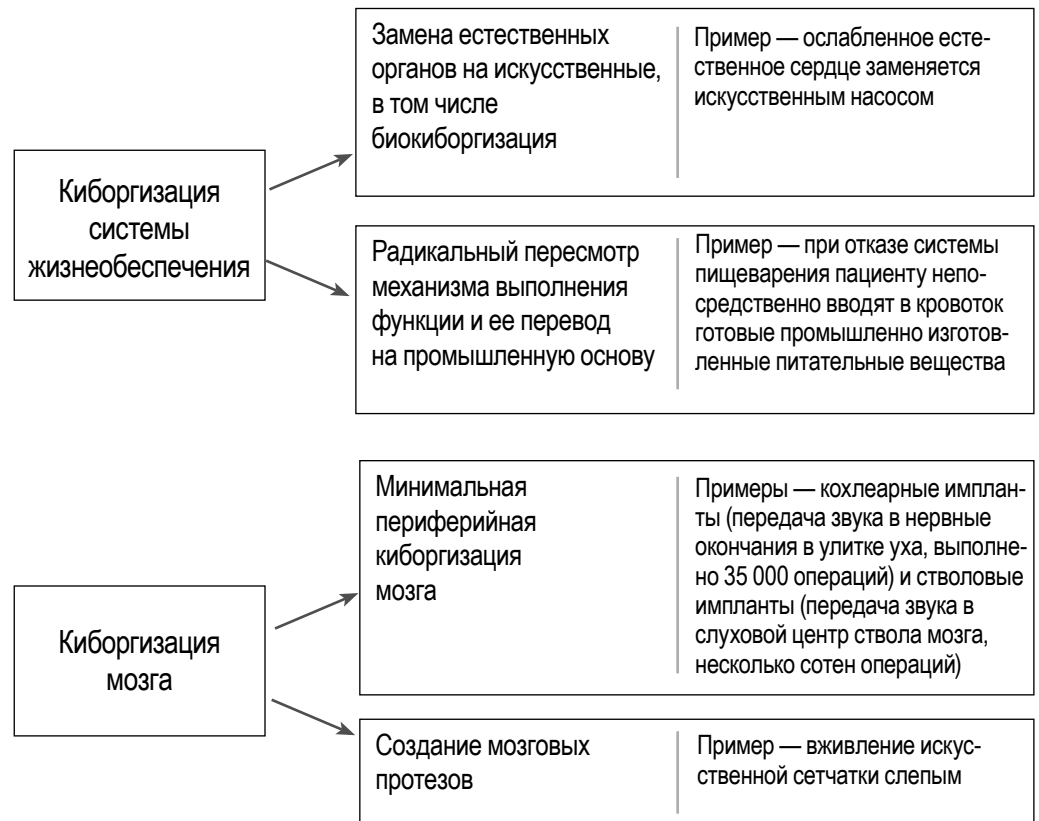 Замена естественных
органов на искусственные,
в том числе
биокиборгизация
Пример — ослабленное есте-
ственное сердце заменяется
искусственным насосом
Киборгизация
системы
жизнеобеспечения
Радикальный пересмотр
механизма выполнения
функции и ее перевод
на промышленную основу
Пример — при отказе системы
пищеварения пациенту непо-
средственно вводят в кровоток
готовые промышленно изготов-
ленные питательные вещества
Минимальная
периферийная
киборгизация
мозга
Примеры — кохлеарные имплан-
ты (передача звука в нервные
окончания в улитке уха, выполне-
но 35 000 операций) и стволовые
импланты (передача звука в
слуховой центр ствола мозга,
несколько сотен операций)
Киборгизация
мозга
Создание мозговых
протезов
Пример — вживление искус-
ственной сетчатки слепым